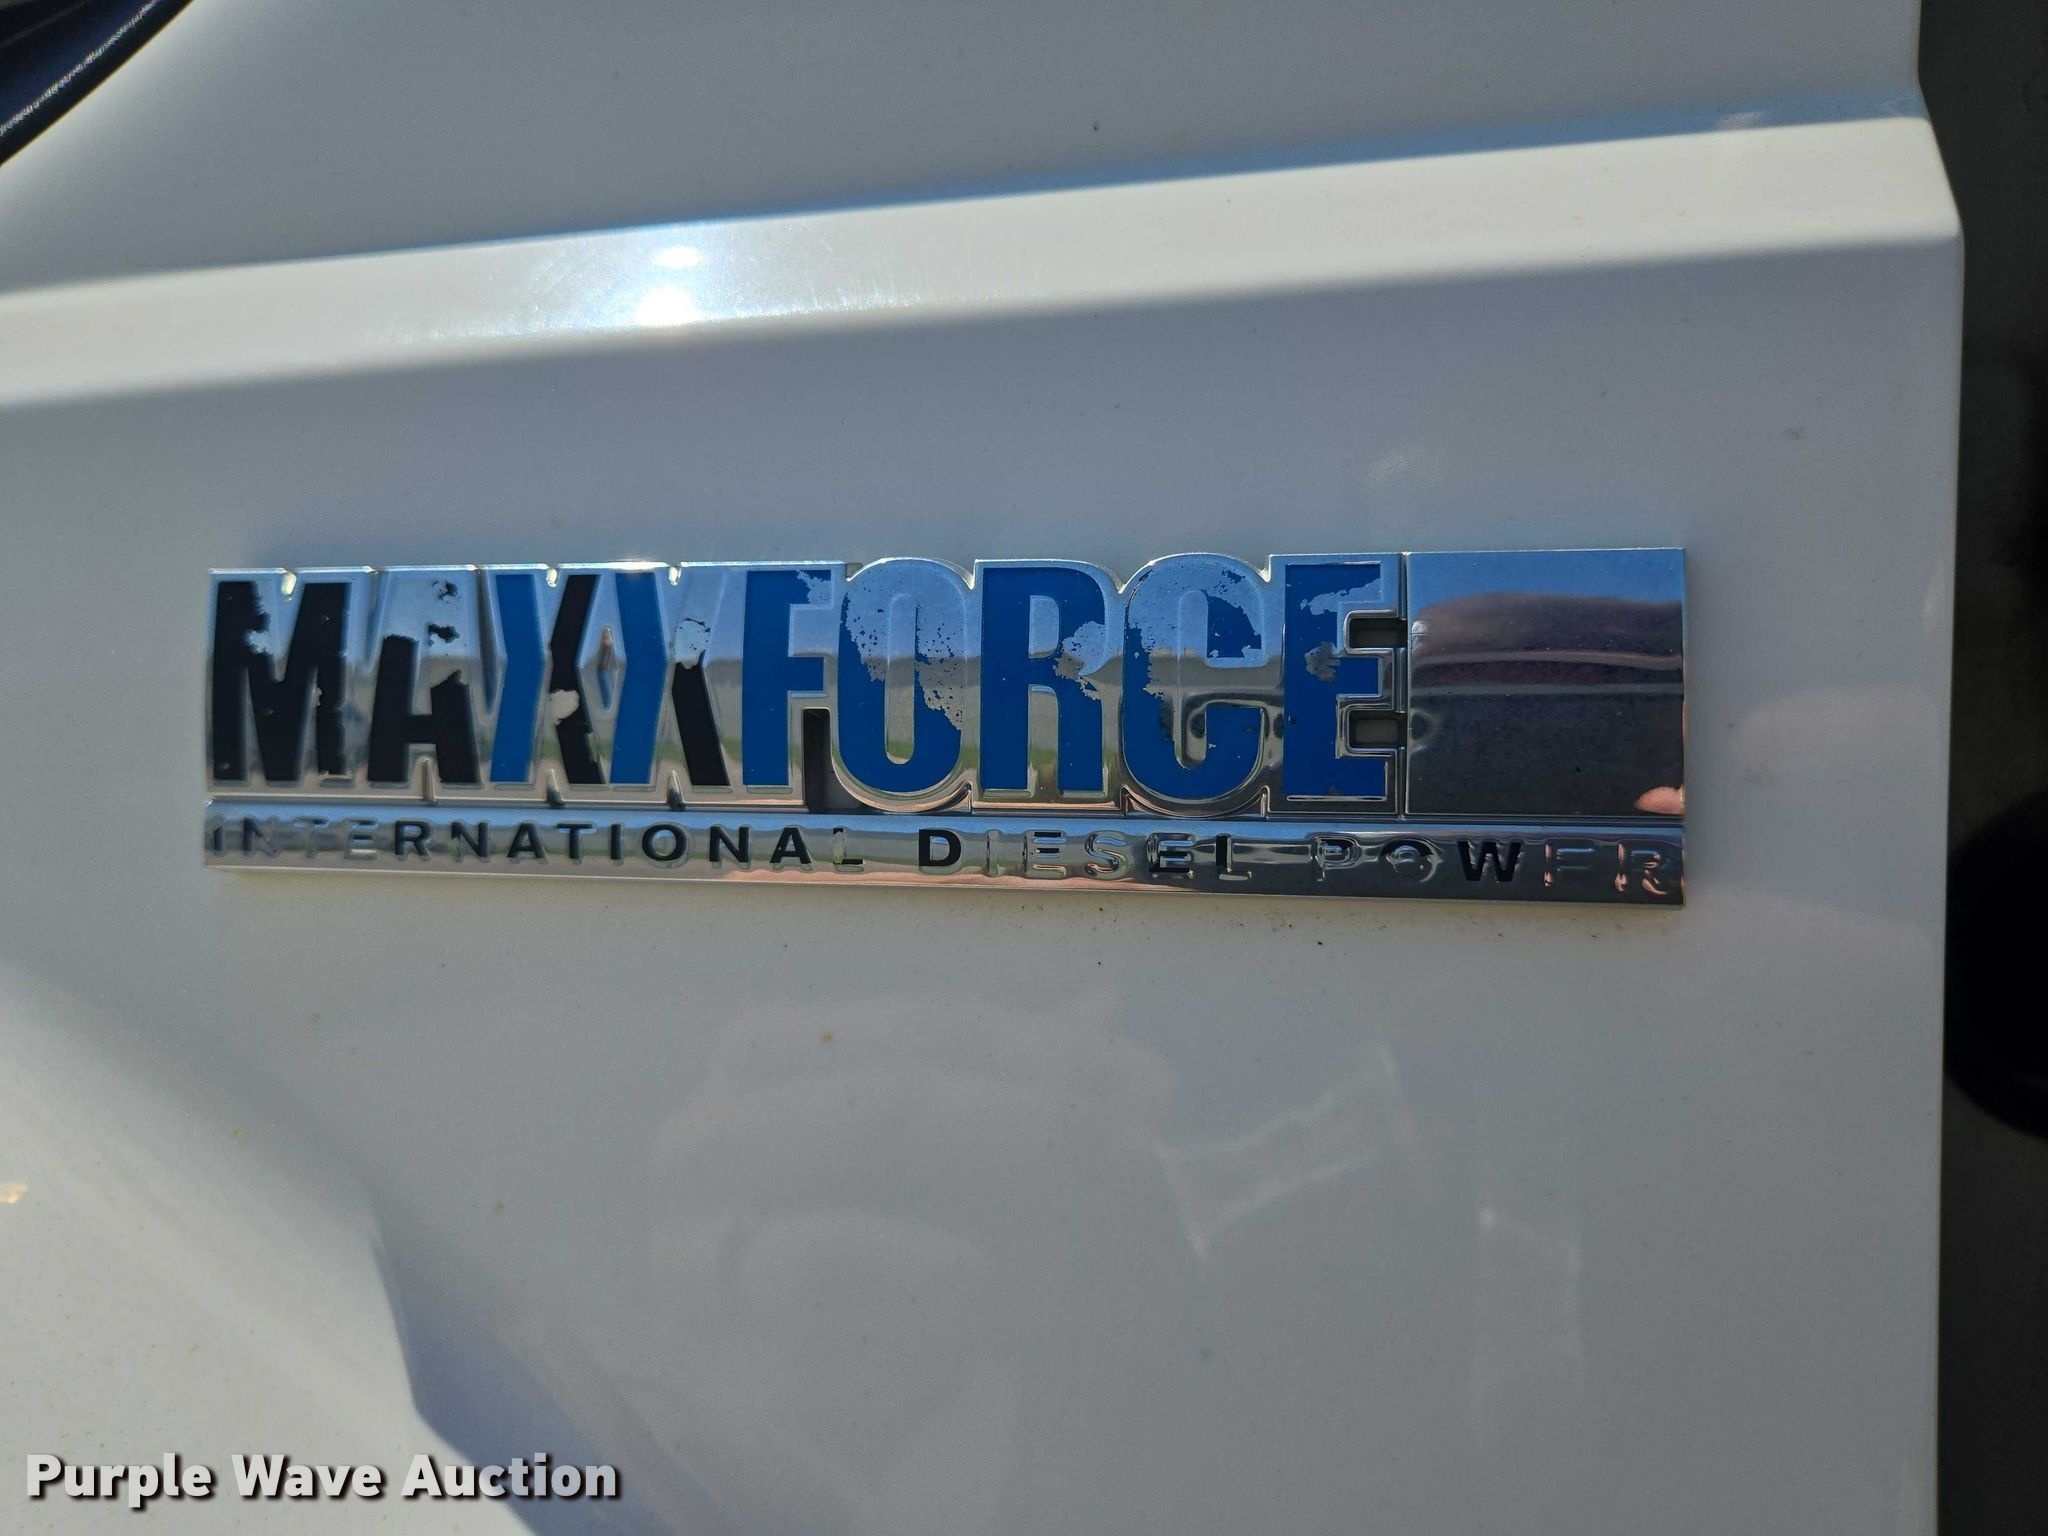 MAXXFORCE
INTERNATIONAL DIESEL POWER
Purple Wave Auction